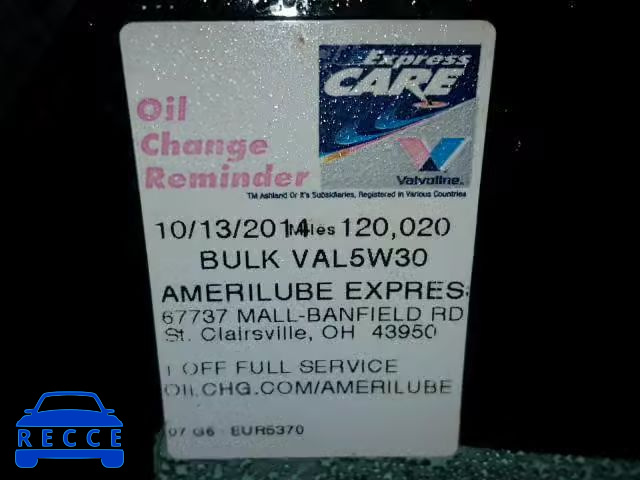 Express
CARE
Oil
Change
Reminder
Valvoline
TM Ashland Or It's Subsidiaries, Registered in Various Countries
10/13/2014 Miles 120,020
BULK VAL5W30
AMERILUBE EXPRES
67737 MALL-BANFIELD RD
St. Clairsville, OH 43950
OFF FULL SERVICE
OILCHG.COM/AMERILUBE
07 G6 EUR5370
RECCE